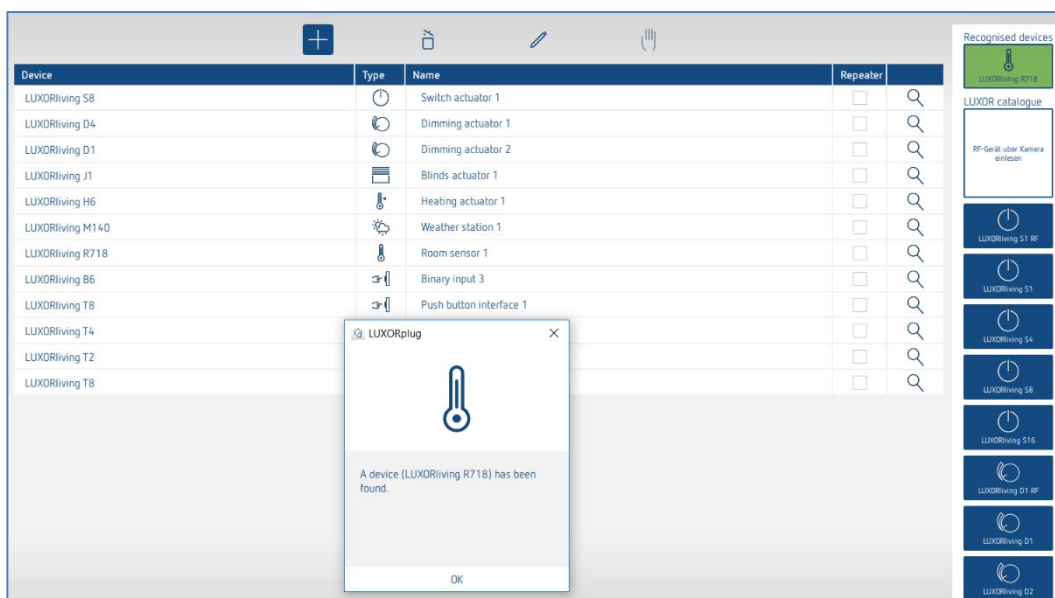 Device Type Name Repeater
LUXORliving S8 Switch actuator 1
LUXORliving D4 Dimming actuator 1
LUXORliving D1 Dimming actuator 2
LUXORliving J1 Blinds actuator 1
LUXORliving H6 Heating actuator 1
LUXORliving M140 Weather station 1
LUXORliving R718 Room sensor 1
LUXORliving B6 Binary input 3
LUXORliving T8 Push button interface 1
LUXORliving T4
LUXORliving T2
LUXORliving T8
LUXORplug
A device (LUXORliving R718) has been
found.
OK
Recognised devices
LUXORliving R718
LUXOR catalogue
RF-Gerät uber Kamera
einlesen
LUXORliving S1 RF
LUXORliving S1
LUXORliving S4
LUXORliving S8
LUXORliving S16
LUXORliving D1 RF
LUXORliving D1
LUXORliving D2